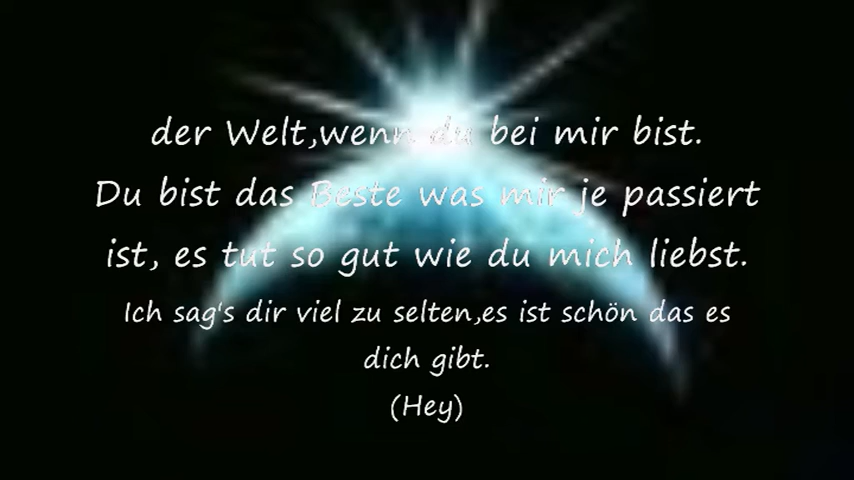 der Welt,wenn du bei mir bist.
Du bist das Beste was mir je passiert
ist, es tut so gut wie du mich liebst.
Ich sag's dir viel zu selten,es ist schön das es
dich gibt.
(Hey)